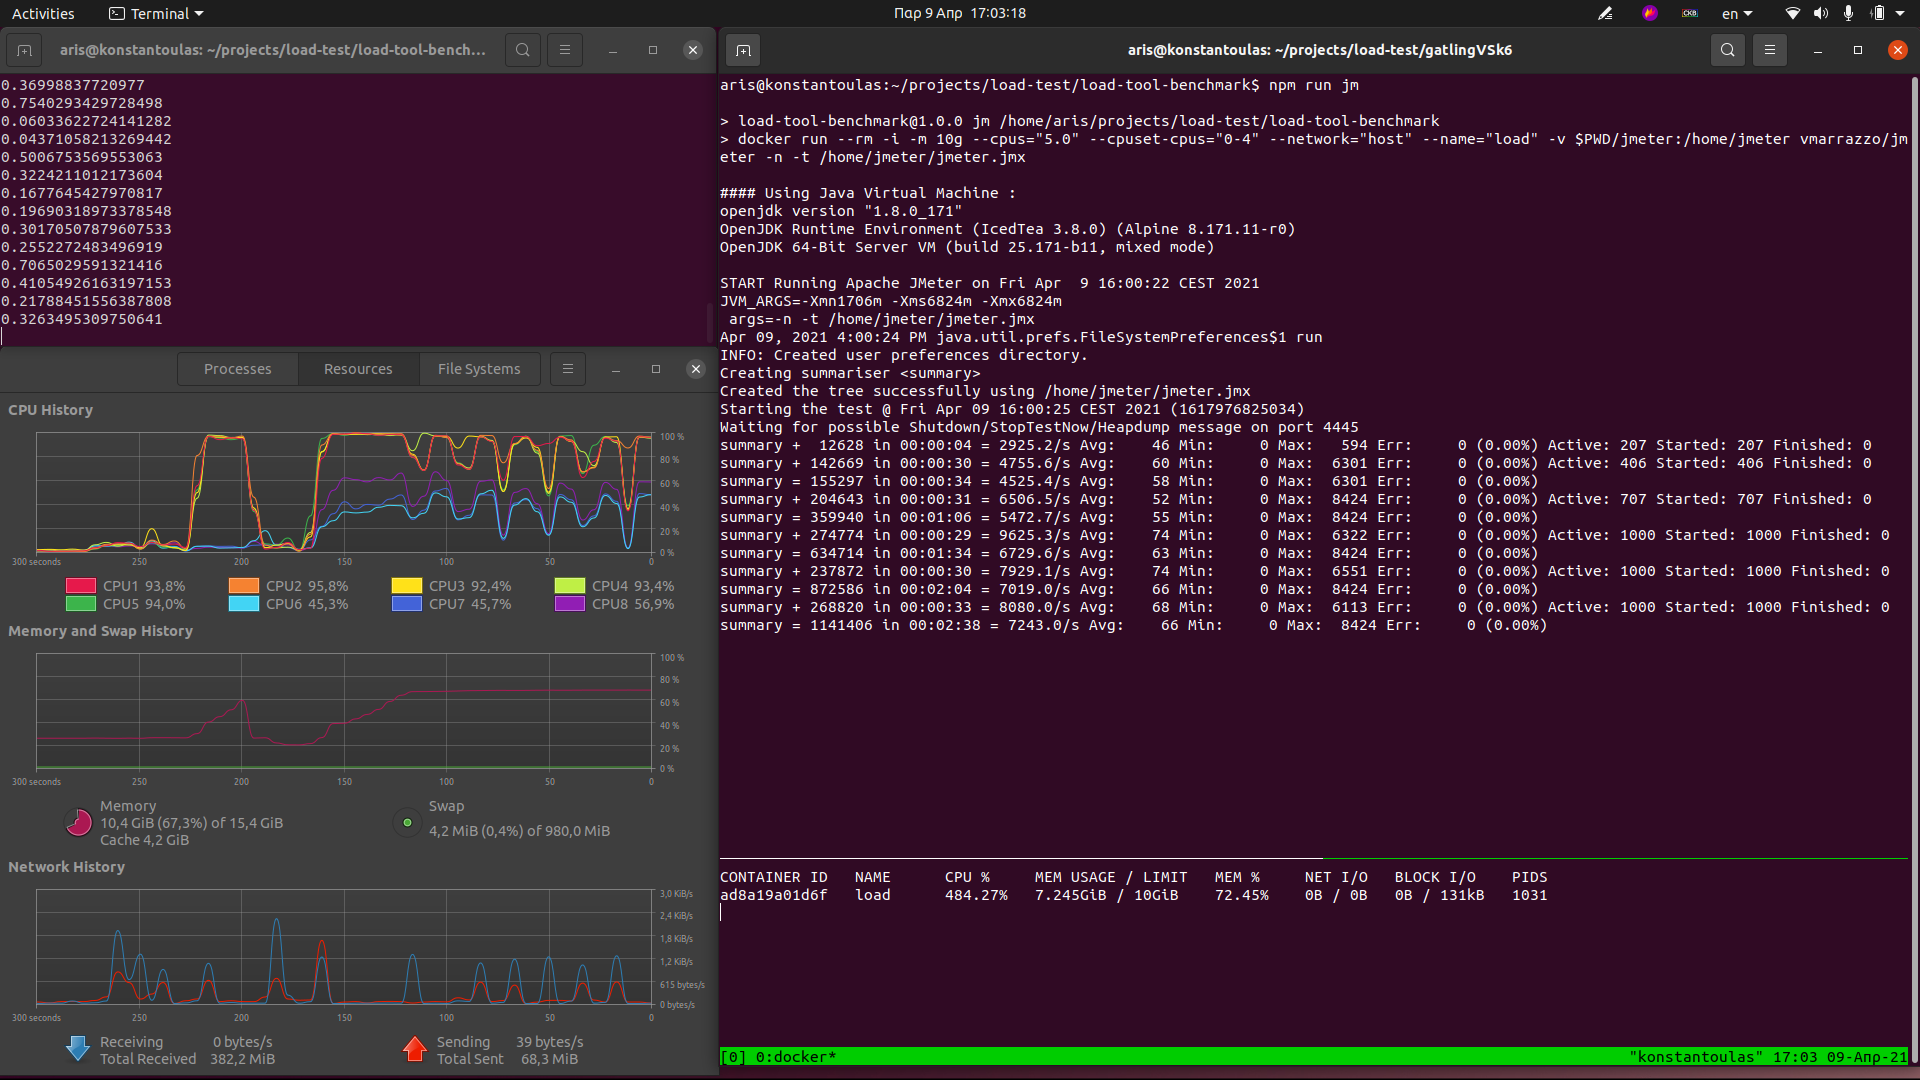 Activities
Terminal
Παρ 9 Απρ 17:03:18
CKB
en
aris@konstantoulas: ~/projects/load-test/load-tool-bench...
0.36998837720977
0.7540293429728498
0.06033622724141282
0.04371058213269442
0.5006753569553063
0.3224211012173604
0.1677645427970817
0.19690318973378548
0.30170507879607533
0.2552272483496919
0.7065029591321416
0.41054926163197153
0.21788451556387808
0.3263495309750641
Processes
Resources
File Systems
CPU History
100 %
80 %
60 %
40 %
20 %
0 %
300 seconds 250 200 150 100 50 0
CPU1 93,8% CPU2 95,8% CPU3 92,4% CPU4 93,4%
CPU5 94,0% CPU6 45,3% CPU7 45,7% CPU8 56,9%
Memory and Swap History
100 %
80 %
60 %
40 %
20 %
0 %
300 seconds 250 200 150 100 50 0
Memory
10,4 GiB (67,3%) of 15,4 GiB
Cache 4,2 GiB
Swap
4,2 MiB (0,4%) of 980,0 MiB
Network History
3,0 KiB/s
2,4 KiB/s
1,8 KiB/s
1,2 KiB/s
615 bytes/s
0 bytes/s
300 seconds 250 200 150 100 50 0
Receiving 0 bytes/s
Total Received 382,2 MiB
Sending 39 bytes/s
Total Sent 68,3 MiB
aris@konstantoulas: ~/projects/load-test/gatlingVSk6
aris@konstantoulas:~/projects/load-test/load-tool-benchmark$ npm run jm
> load-tool-benchmark@1.0.0 jm /home/aris/projects/load-test/load-tool-benchmark
> docker run --rm -i -m 10g --cpus="5.0" --cpuset-cpus="0-4" --network="host" --name="load" -v $PWD/jmeter:/home/jmeter vmarrazzo/jm
eter -n -t /home/jmeter/jmeter.jmx
#### Using Java Virtual Machine :
openjdk version "1.8.0_171"
OpenJDK Runtime Environment (IcedTea 3.8.0) (Alpine 8.171.11-r0)
OpenJDK 64-Bit Server VM (build 25.171-b11, mixed mode)
START Running Apache JMeter on Fri Apr  9 16:00:22 CEST 2021
JVM_ARGS=-Xmn1706m -Xms6824m -Xmx6824m
args=-n -t /home/jmeter/jmeter.jmx
Apr 09, 2021 4:00:24 PM java.util.prefs.FileSystemPreferences$1 run
INFO: Created user preferences directory.
Creating summariser <summary>
Created the tree successfully using /home/jmeter/jmeter.jmx
Starting the test @ Fri Apr 09 16:00:25 CEST 2021 (1617976825034)
Waiting for possible Shutdown/StopTestNow/Heapdump message on port 4445
summary +  12628 in 00:00:04 = 2925.2/s Avg:    46 Min:     0 Max:   594 Err:     0 (0.00%) Active: 207 Started: 207 Finished: 0
summary + 142669 in 00:00:30 = 4755.6/s Avg:    60 Min:     0 Max:  6301 Err:     0 (0.00%) Active: 406 Started: 406 Finished: 0
summary = 155297 in 00:00:34 = 4525.4/s Avg:    58 Min:     0 Max:  6301 Err:     0 (0.00%)
summary + 204643 in 00:00:31 = 6506.5/s Avg:    52 Min:     0 Max:  8424 Err:     0 (0.00%) Active: 707 Started: 707 Finished: 0
summary = 359940 in 00:01:06 = 5472.7/s Avg:    55 Min:     0 Max:  8424 Err:     0 (0.00%)
summary + 274774 in 00:00:29 = 9625.3/s Avg:    74 Min:     0 Max:  6322 Err:     0 (0.00%) Active: 1000 Started: 1000 Finished: 0
summary = 634714 in 00:01:34 = 6729.6/s Avg:    63 Min:     0 Max:  8424 Err:     0 (0.00%)
summary + 237872 in 00:00:30 = 7929.1/s Avg:    74 Min:     0 Max:  6551 Err:     0 (0.00%) Active: 1000 Started: 1000 Finished: 0
summary = 872586 in 00:02:04 = 7019.0/s Avg:    66 Min:     0 Max:  8424 Err:     0 (0.00%)
summary + 268820 in 00:00:33 = 8080.0/s Avg:    68 Min:     0 Max:  6113 Err:     0 (0.00%) Active: 1000 Started: 1000 Finished: 0
summary = 1141406 in 00:02:38 = 7243.0/s Avg:    66 Min:     0 Max:  8424 Err:     0 (0.00%)
CONTAINER ID   NAME      CPU %     MEM USAGE / LIMIT   MEM %     NET I/O   BLOCK I/O    PIDS
ad8a19a01d6f   load      484.27%   7.245GiB / 10GiB    72.45%    0B / 0B   0B / 131kB   1031
[0] 0:docker* "konstantoulas" 17:03 09-Απρ-21